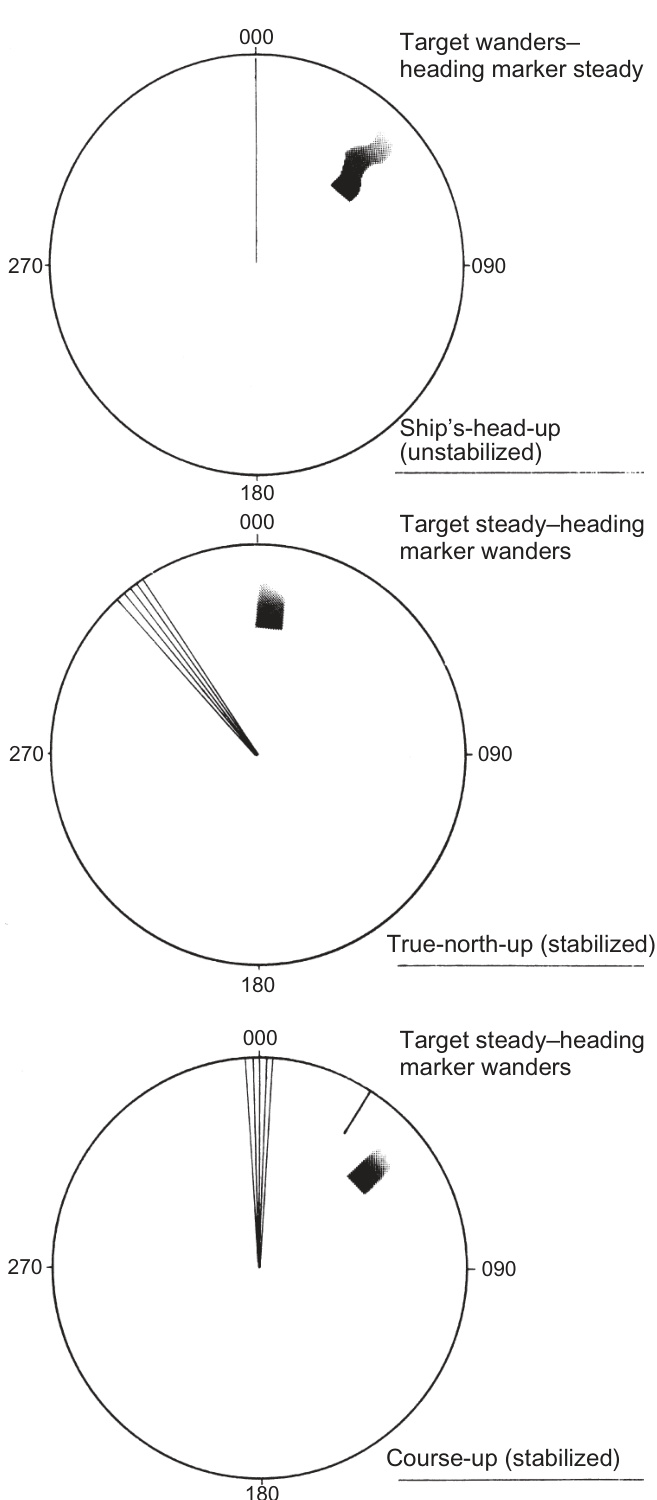 000
Target wanders–
heading marker steady
270
090
Ship's-head-up
(unstabilized)
180
000
Target steady–heading
marker wanders
270
090
True-north-up (stabilized)
180
000
Target steady–heading
marker wanders
270
090
Course-up (stabilized)
180